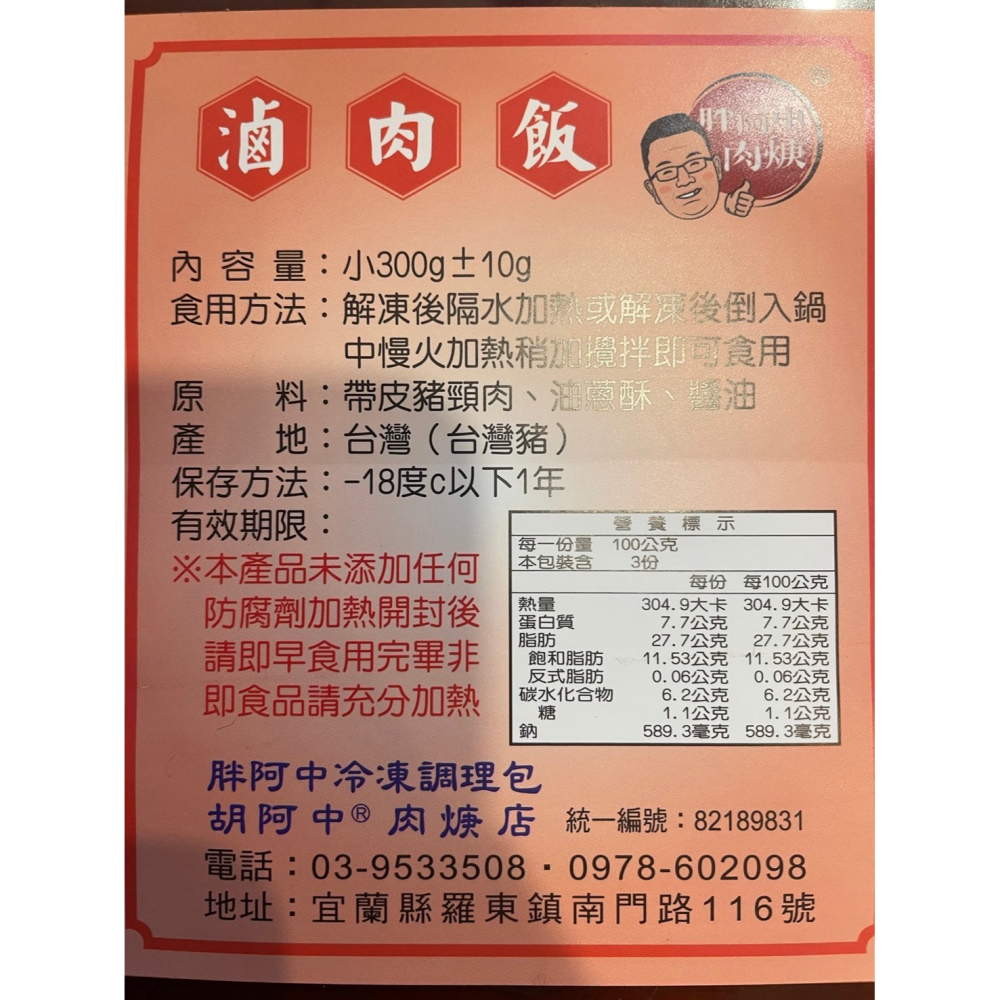 滷肉飯
胖阿中
肉焿
®
內容量：小300g±10g
食用方法：解凍後隔水加熱或解凍後倒入鍋
中慢火加熱稍加攪拌即可食用
原料：帶皮豬頸肉、油蔥酥、醬油
產地：台灣（台灣豬）
保存方法：-18度c以下1年
有效期限：
※本產品未添加任何
防腐劑加熱開封後
請即早食用完畢非
即食品請充分加熱
營養標示
每一份量 100公克
本包裝含 3份
每份 每100公克
熱量 304.9大卡 304.9大卡
蛋白質 7.7公克 7.7公克
脂肪 27.7公克 27.7公克
飽和脂肪 11.53公克 11.53公克
反式脂肪 0.06公克 0.06公克
碳水化合物 6.2公克 6.2公克
糖 1.1公克 1.1公克
鈉 589.3毫克 589.3毫克
胖阿中冷凍調理包
胡阿中® 肉焿店 統一編號：82189831
電話：03-9533508·0978-602098
地址：宜蘭縣羅東鎮南門路116號